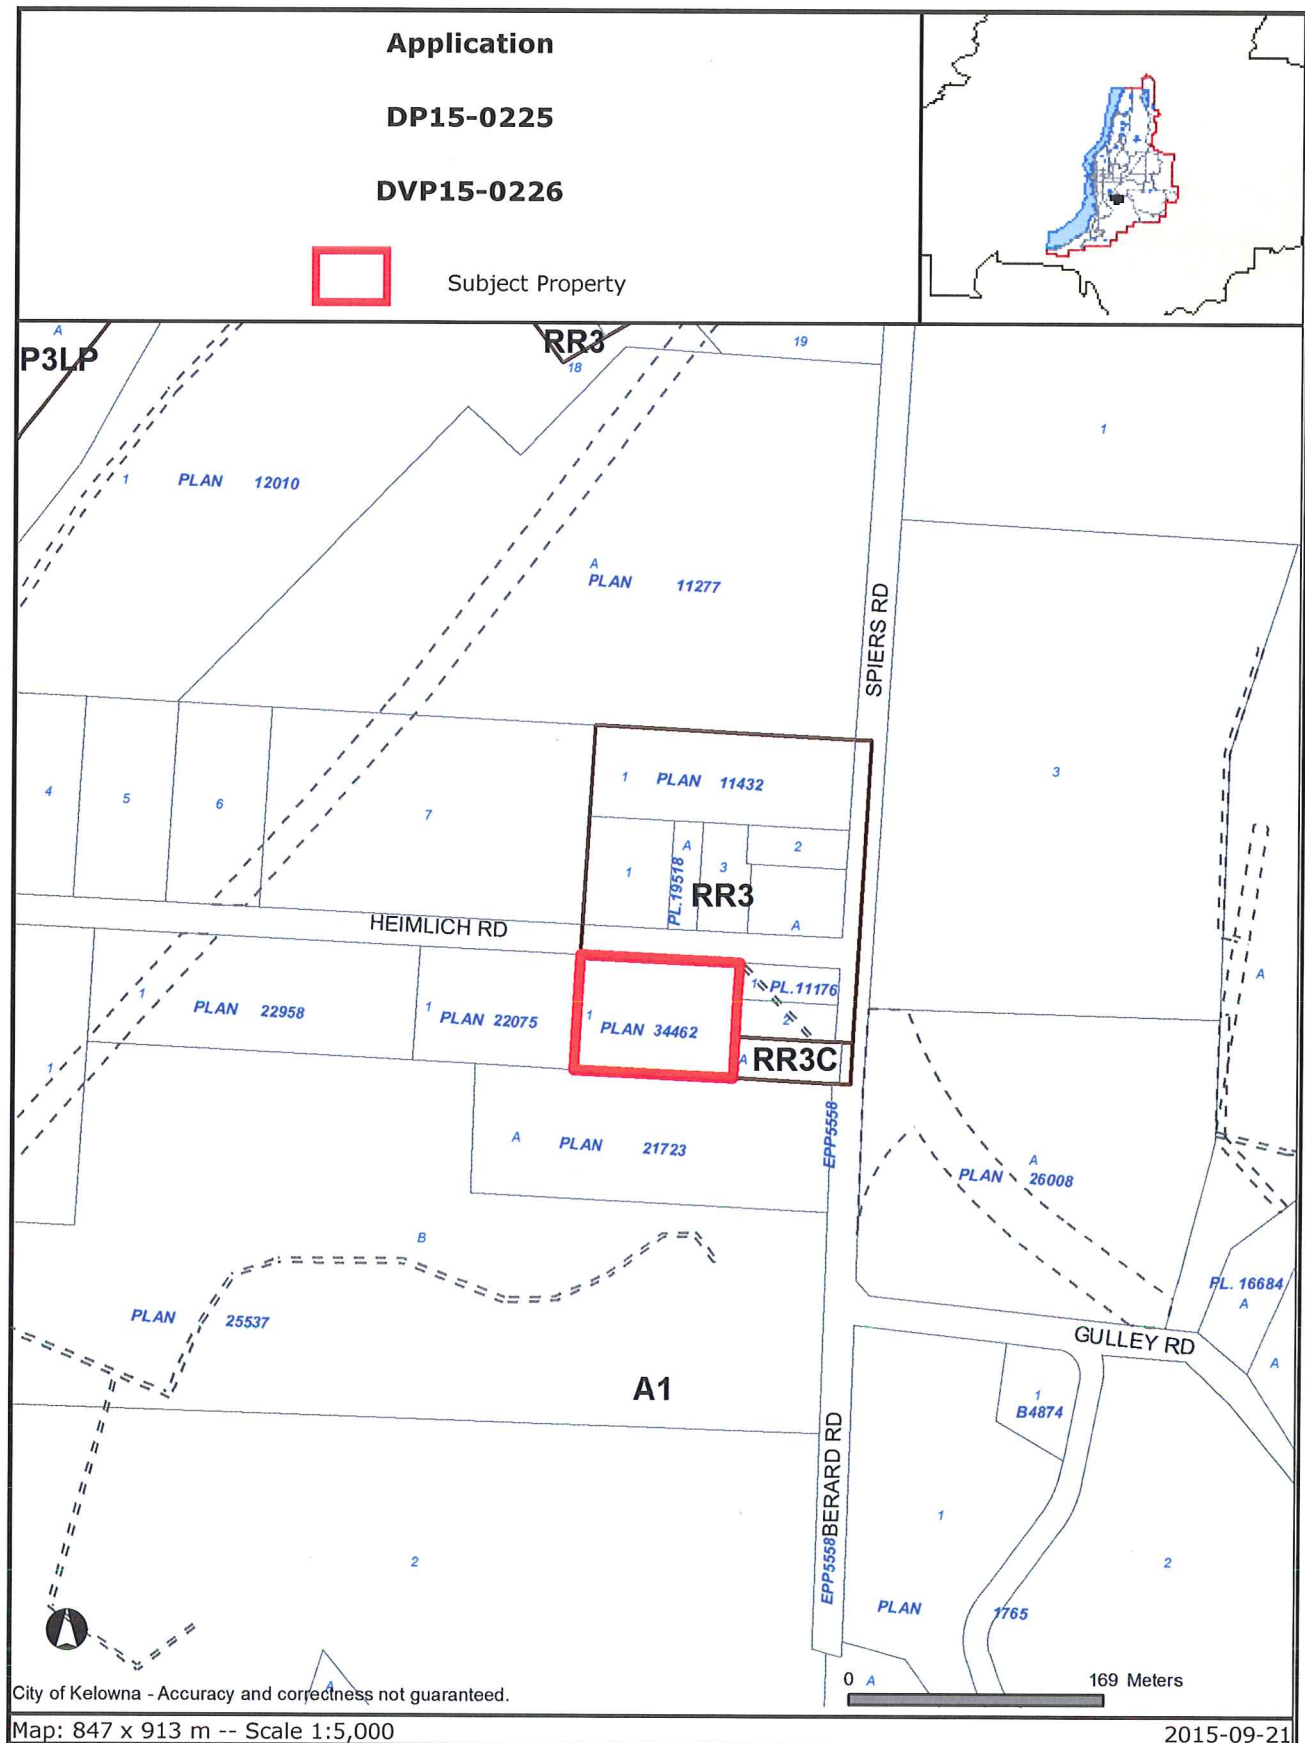 Application
DP15-0225
DVP15-0226
Subject Property
A
P3LP
RR3
18
19
1
1 PLAN 12010
A
PLAN 11277
SPIERS RD
4
5
6
7
1 PLAN 11432
3
1
PL.19518
A
3
2
RR3
A
HEIMLICH RD
1
PLAN 22958
1
PLAN 22075
1
PLAN 34462
1 PL.11176
2
A
RR3C
A
1
A PLAN 21723
EPP5558
A
PLAN 26008
B
PLAN 25537
PL. 16684
A
A
GULLEY RD
A1
1
B4874
BERARD RD
EPP5558
1
2
2
PLAN 1765
A
A
0 169 Meters
City of Kelowna - Accuracy and correctness not guaranteed.
Map: 847 x 913 m -- Scale 1:5,000
2015-09-21